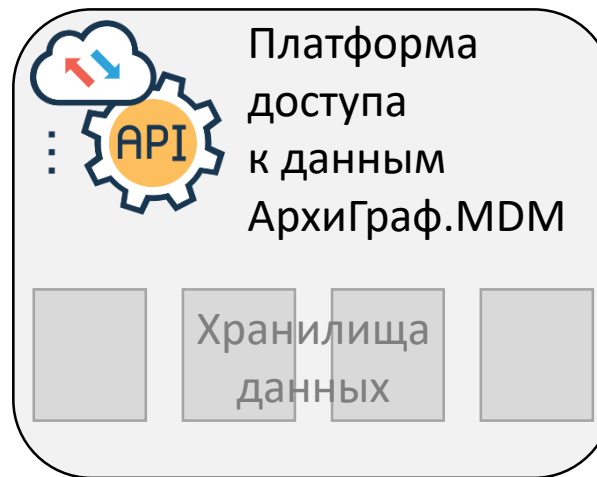 Платформа
доступа
к данным
АрхиГраф.MDM
API
Хранилища
данных